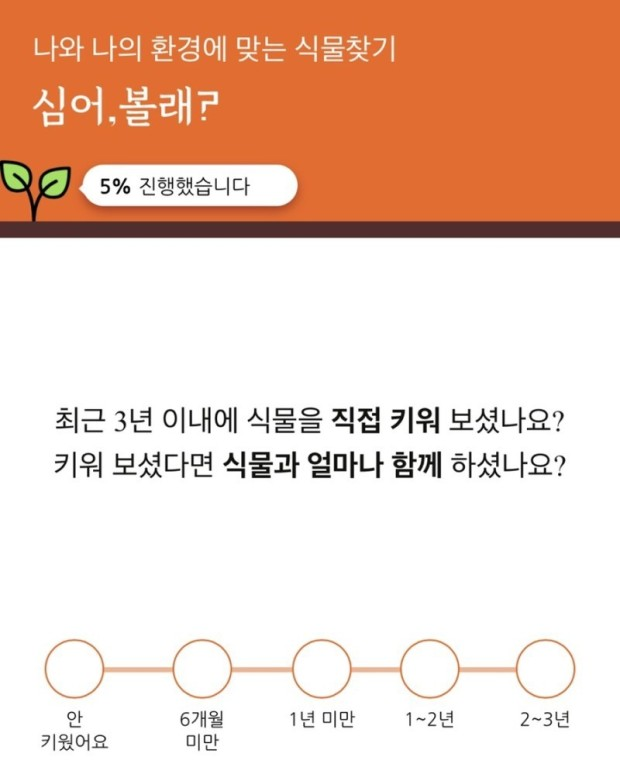 나와 나의 환경에 맞는 식물찾기
심어,볼래?
5% 진행했습니다
최근 3년 이내에 식물을 직접 키워 보셨나요?
키워 보셨다면 식물과 얼마나 함께 하셨나요?
안
키웠어요
6개월
미만
1년 미만
1~2년
2~3년